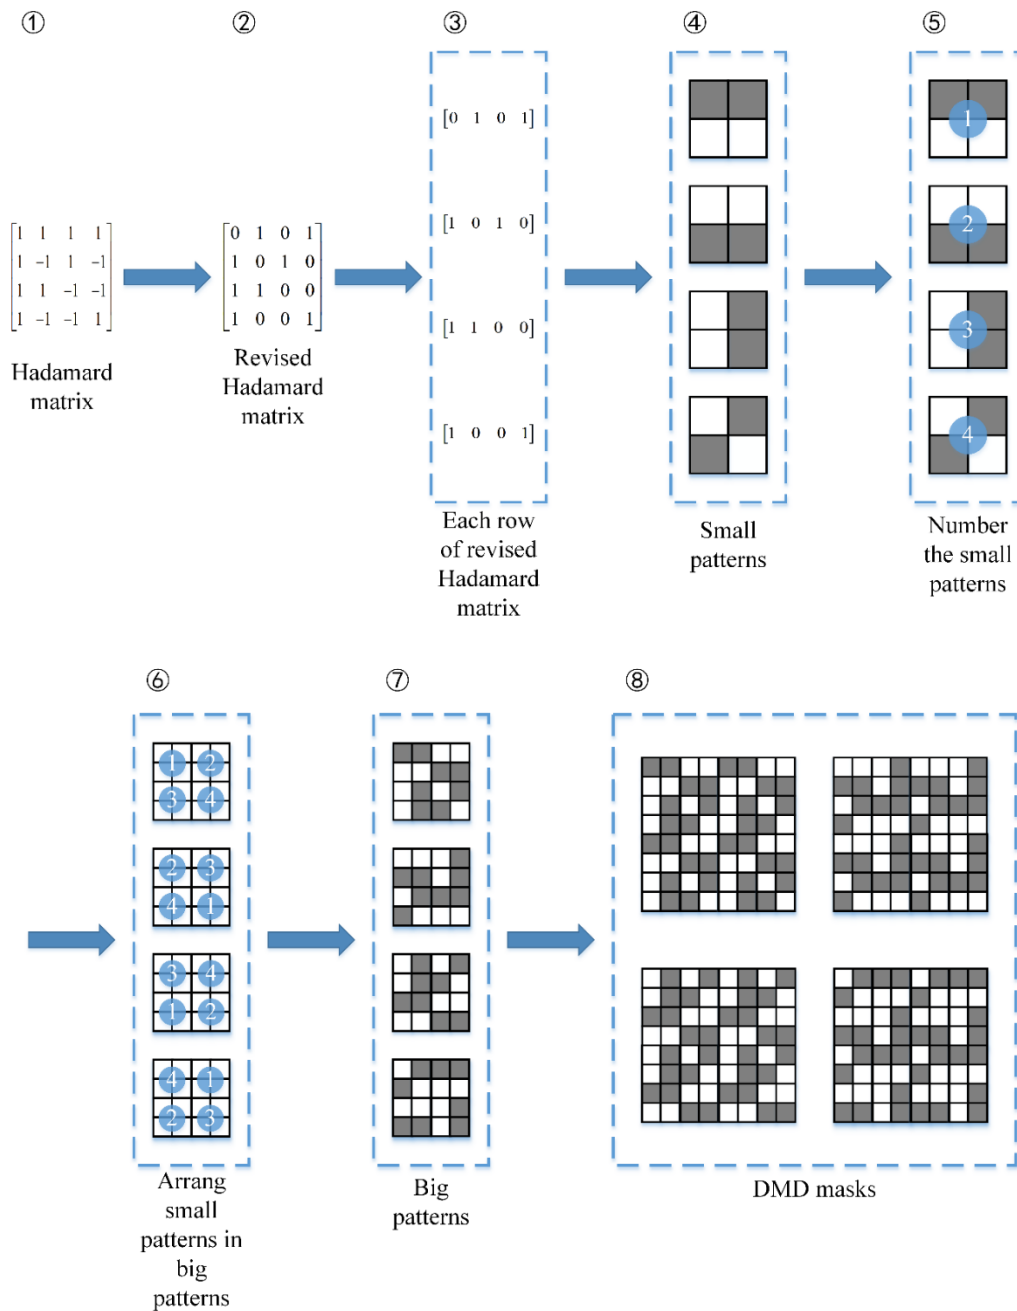 ① ② ③ ④ ⑤
[0 1 0 1]
[1 0 1 0]
[1 1 0 0]
[1 0 0 1]
1 1 1 1
1 -1 1 -1
1 1 -1 -1
1 -1 -1 1
Hadamard
matrix
0 1 0 1
1 0 1 0
1 1 0 0
1 0 0 1
Revised
Hadamard
matrix
Each row
of revised
Hadamard
matrix
Small
patterns
1
2
3
4
Number
the small
patterns
⑥ ⑦ ⑧
1 2
3 4
2 3
4 1
3 4
1 2
4 1
2 3
Arrang
small
patterns in
big
patterns
Big
patterns
DMD masks